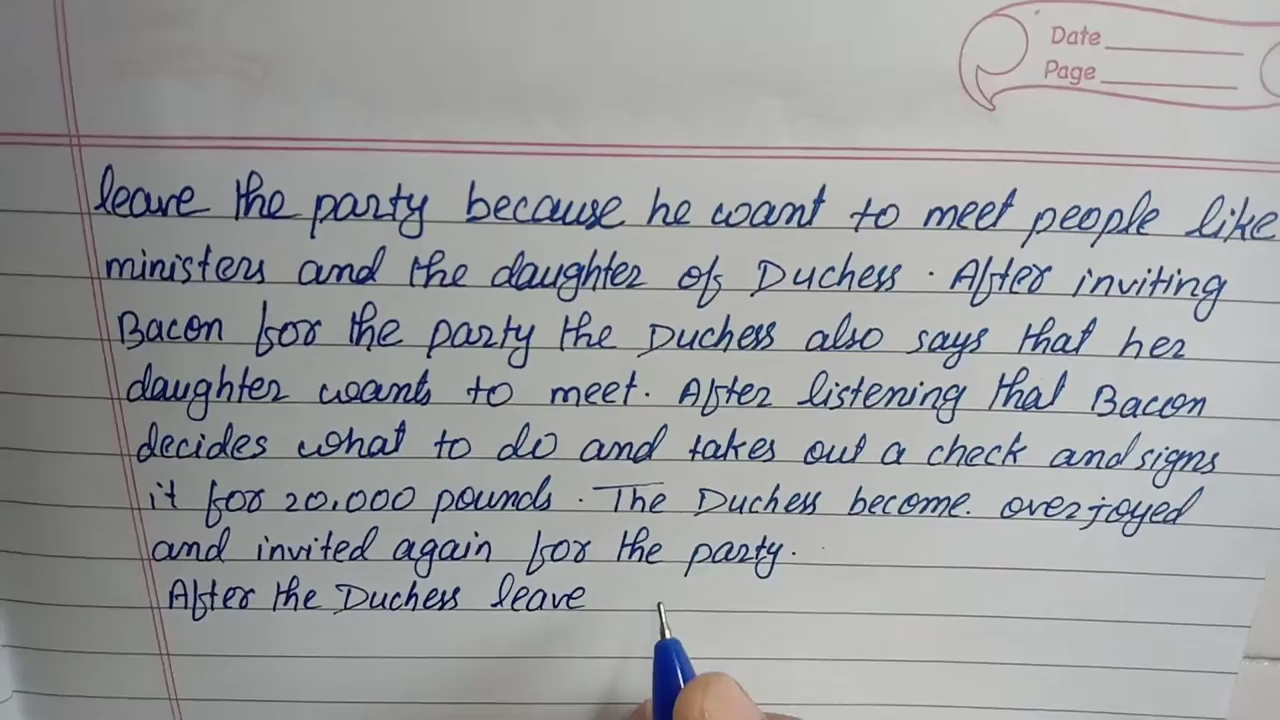 Date
Page
leave the party because he want to meet people like
ministers and the daughter of Duchess. After inviting
Bacon for the party the Duchess also says that her
daughter wants to meet. After listening that Bacon
decides what to do and takes out a check and signs
it for 20,000 pounds. The Duchess become. overjoyed
and invited again for the party.
After the Duchess leave